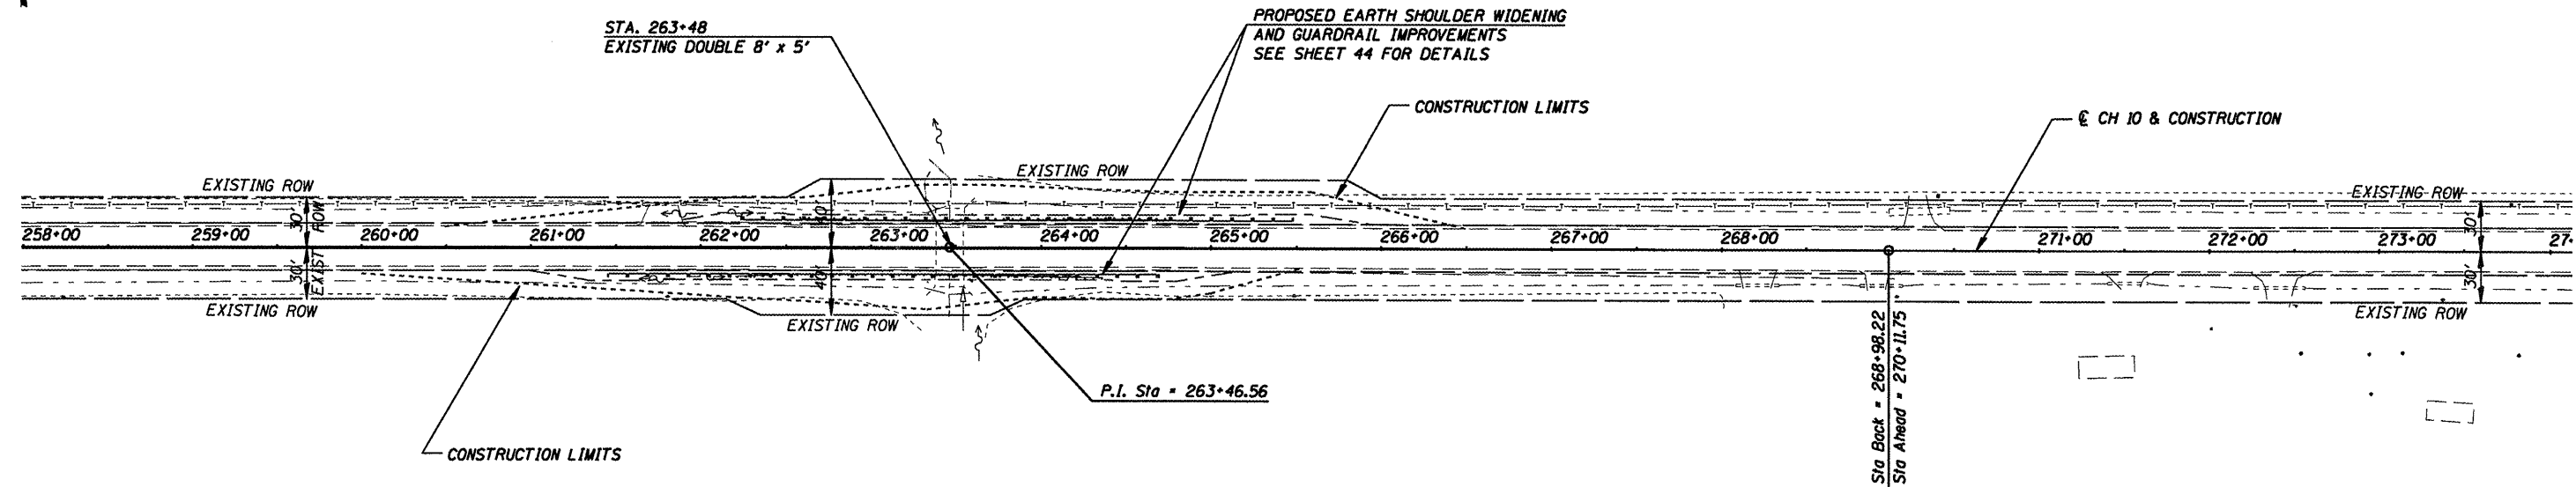 STA. 263+48
EXISTING DOUBLE 8' x 5'
PROPOSED EARTH SHOULDER WIDENING
AND GUARDRAIL IMPROVEMENTS
SEE SHEET 44 FOR DETAILS
CONSTRUCTION LIMITS
℄ CH 10 & CONSTRUCTION
EXISTING ROW
EXISTING ROW
EXISTING ROW
30'
ROW
30'
258+00 259+00 260+00 261+00 262+00 263+00 264+00 265+00 266+00 267+00 268+00 271+00 272+00 273+00 27
30'
EXIST
40'
30'
EXISTING ROW
EXISTING ROW
EXISTING ROW
P.I. Sta = 263+46.56
Sta Back = 268+98.22
Sta Ahead = 270+11.75
CONSTRUCTION LIMITS